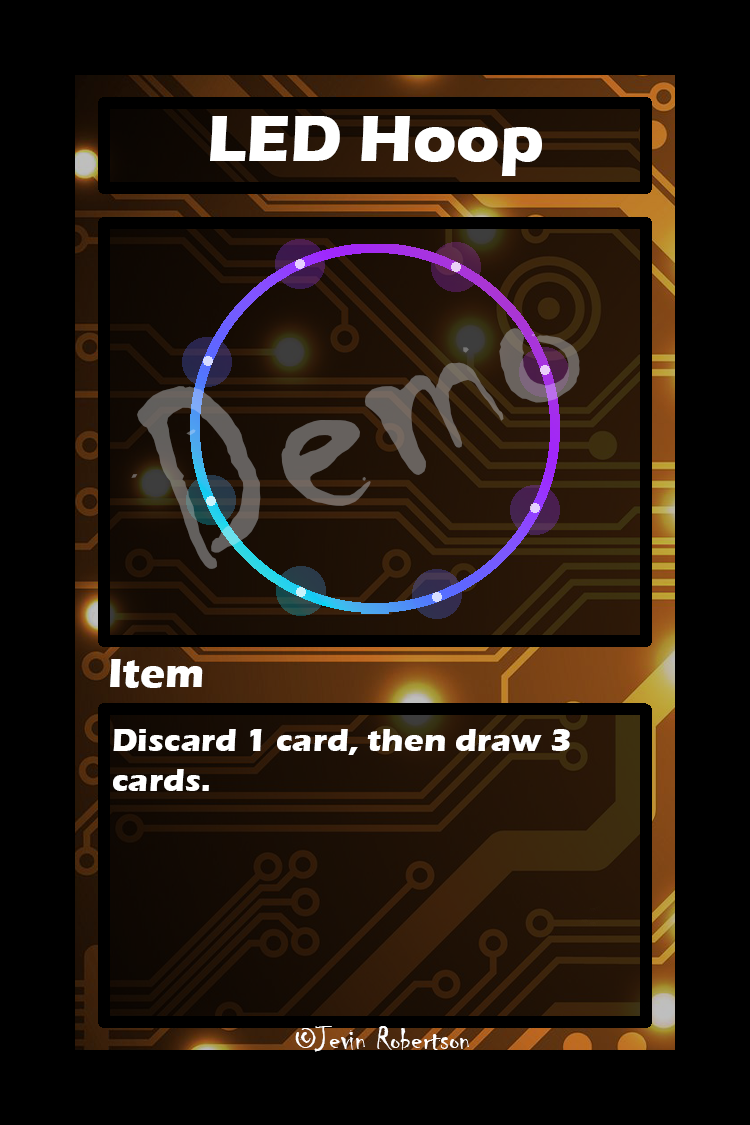 LED Hoop
Demo
Item
Discard 1 card, then draw 3
cards.
©Jevin Robertson